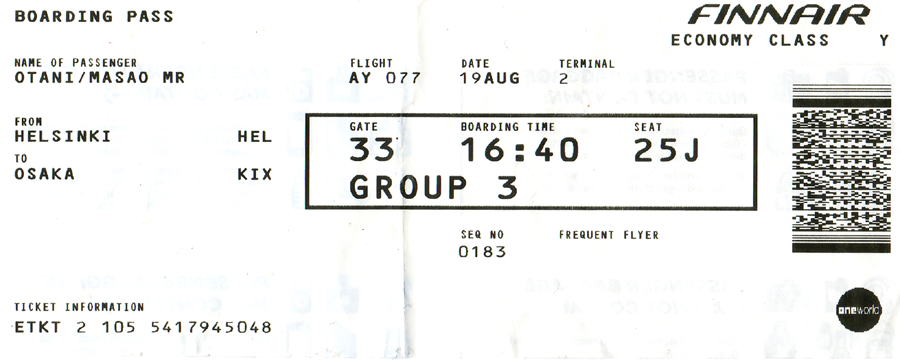 BOARDING PASS
FINNAIR
ECONOMY CLASS Y
NAME OF PASSENGER
OTANI/MASAO MR
FLIGHT DATE TERMINAL
AY 077 19AUG 2
FROM
HELSINKI HEL
TO
OSAKA KIX
GATE BOARDING TIME SEAT
33 16:40 25J
GROUP 3
SEQ NO FREQUENT FLYER
0183
TICKET INFORMATION
ETKT 2 105 5417945048
oneworld